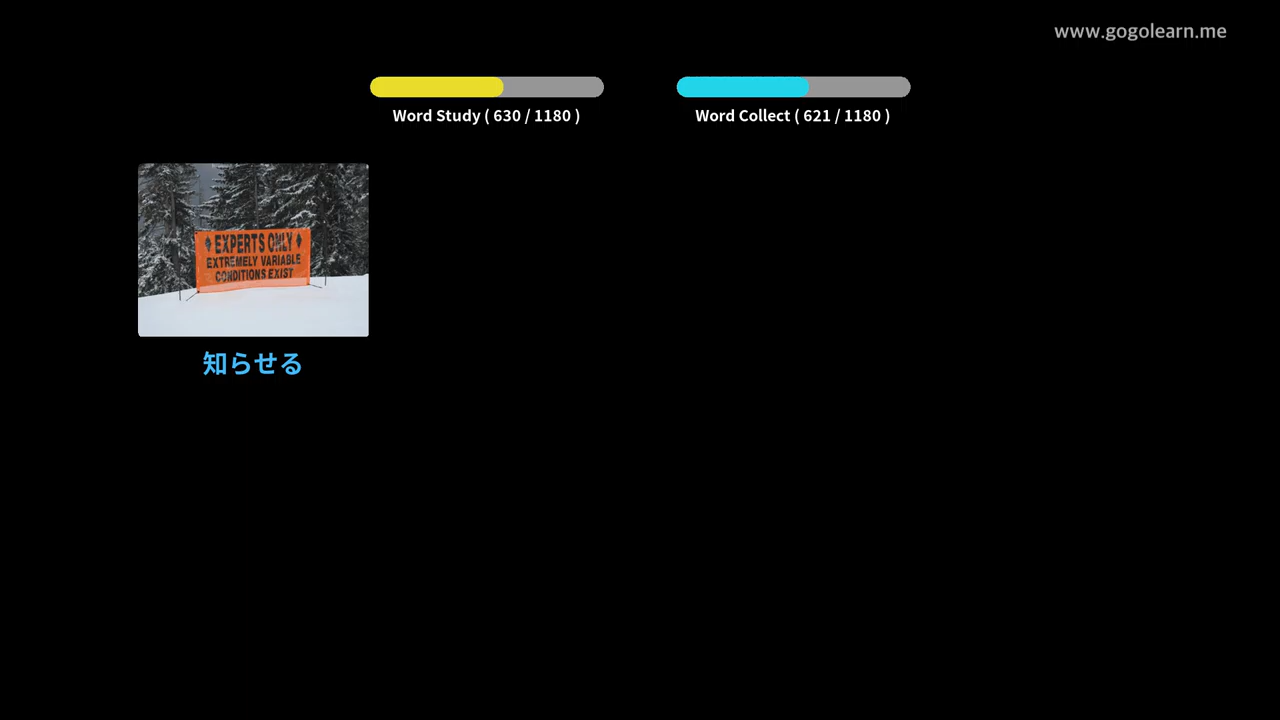 www.gogolearn.me
Word Study ( 630 / 1180 )
Word Collect ( 621 / 1180 )
EXPERTS ONLY
EXTREMELY VARIABLE
CONDITIONS EXIST
知らせる